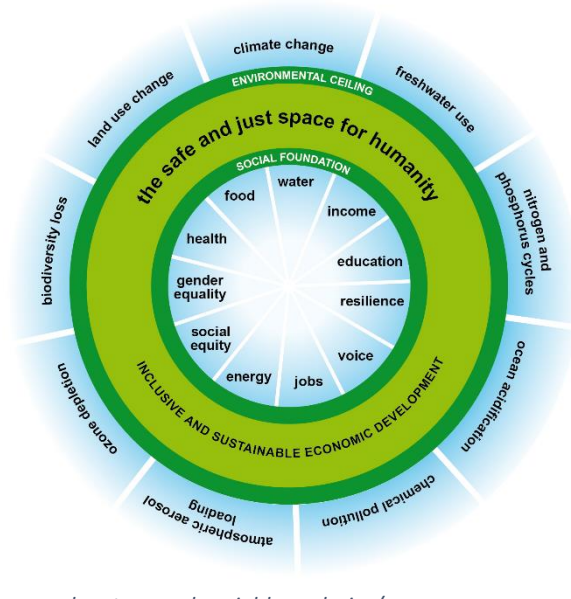 climate change
freshwater use
nitrogen and
phosphorus cycles
ocean acidification
chemical pollution
atmospheric aerosol
loading
ozone depletion
biodiversity loss
land use change
ENVIRONMENTAL CEILING
the safe and just space for humanity
SOCIAL FOUNDATION
water
income
education
resilience
voice
jobs
energy
social
equity
gender
equality
health
food
INCLUSIVE AND SUSTAINABLE ECONOMIC DEVELOPMENT